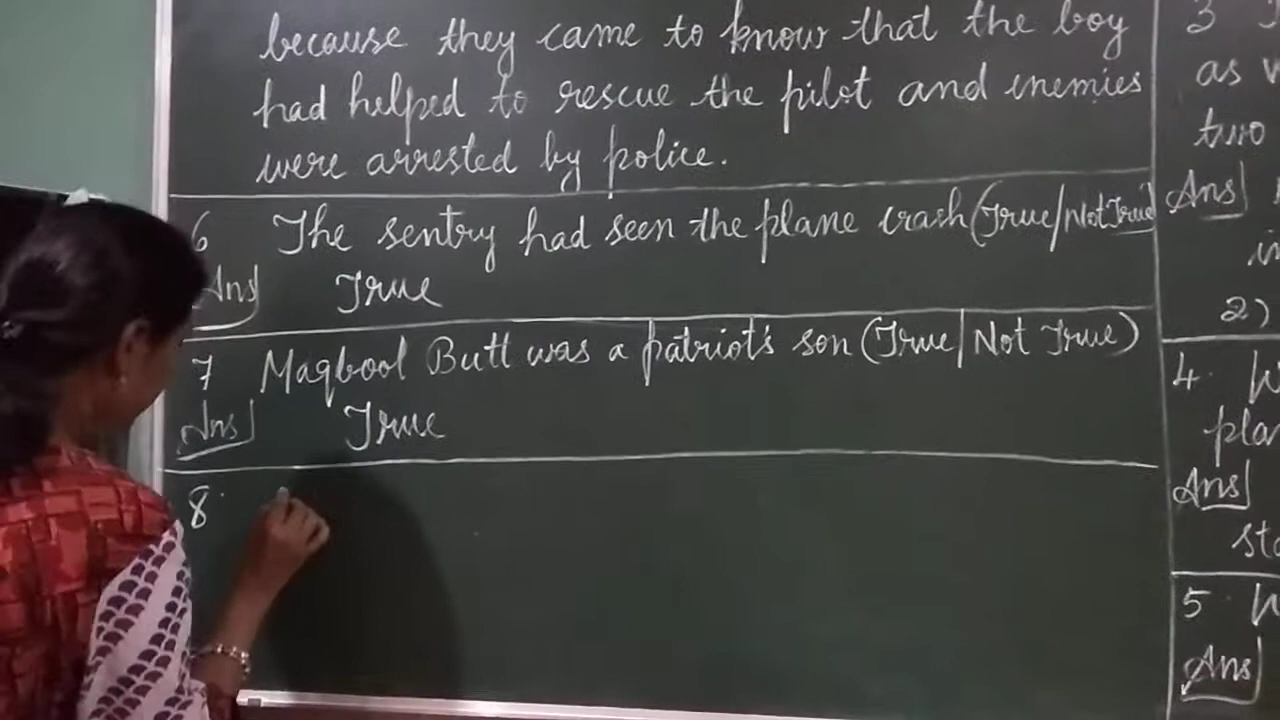 because they came to know that the boy
had helped to rescue the pilot and enemies
were arrested by police.
6 The sentry had seen the plane crash (True/Not True)
Ans True
7 Maqbool Butt was a patriot's son (True/Not True)
Ans True
8
3
as
two
Ans
in
2)
4.
plan
Ans
5
Ans